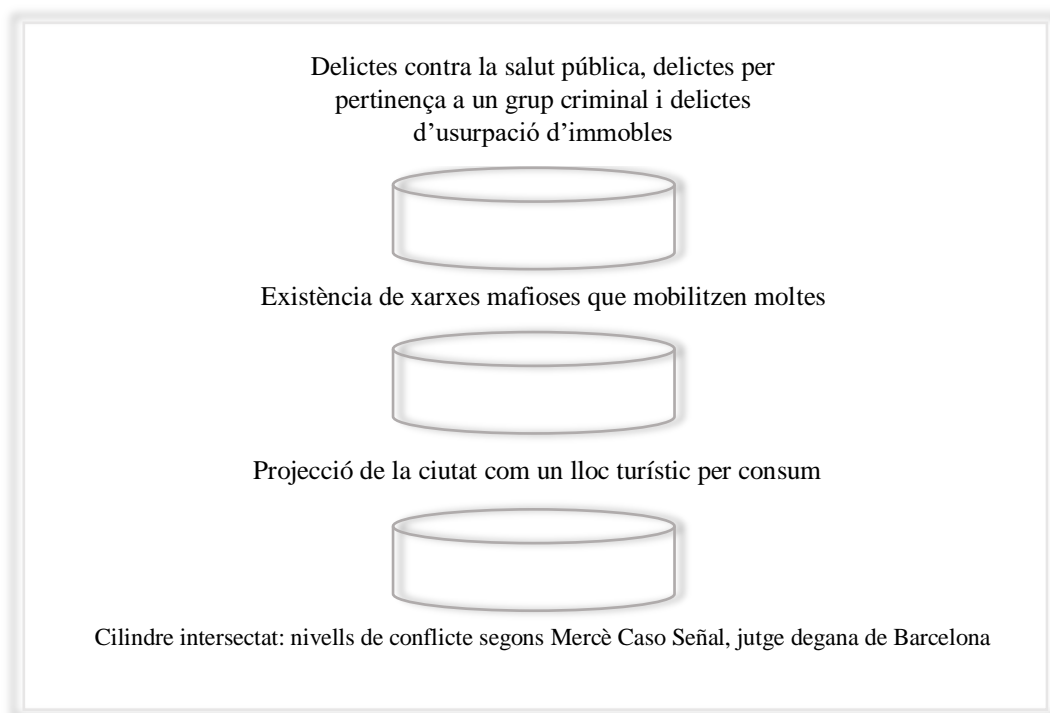 Delictes contra la salut pública, delictes per
pertinença a un grup criminal i delictes
d’usurpació d’immobles
Existència de xarxes mafioses que mobilitzen moltes
Projecció de la ciutat com un lloc turístic per consum
Cilindre intersectat: nivells de conflicte segons Mercè Caso Señal, jutge degana de Barcelona